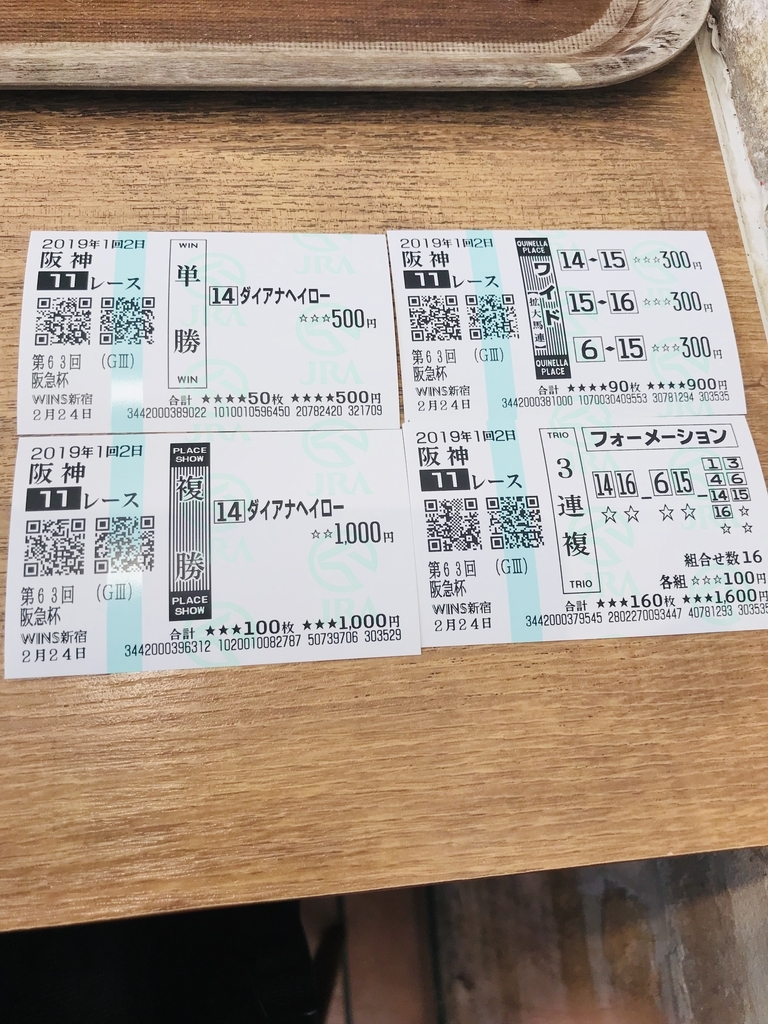 2019年1回2日
阪神
11レース
第63回 (GⅢ)
阪急杯
WINS新宿
2月24日
WIN
単勝
WIN
14 ダイアナヘイロー
☆☆☆500円
合計 ★★★★50枚 ★★★★500円
3442000389022 1010010596450 20782420 321709
2019年1回2日
阪神
11レース
第63回 (GⅢ)
阪急杯
WINS新宿
2月24日
QUINELLA PLACE
ワイド
拡大馬連
QUINELLA PLACE
14-15 ☆☆☆300円
15-16 ☆☆☆300円
6-15 ☆☆☆300円
合計 ★★★★90枚 ★★★★900円
3442000381000 1070030409553 30781294 303535
2019年1回2日
阪神
11レース
第63回 (GⅢ)
阪急杯
WINS新宿
2月24日
PLACE SHOW
複勝
PLACE SHOW
14 ダイアナヘイロー
☆☆1,000円
合計 ★★★100枚 ★★★1,000円
3442000396312 1020010082787 50739706 303529
2019年1回2日
阪神
11レース
第63回 (GⅢ)
阪急杯
WINS新宿
2月24日
TRIO
3連複
TRIO
フォーメーション
14 16 - 6 15 - 1 3
4 6
14 15
16 ☆
☆☆ ☆☆ ☆☆
組合せ数16
各組 ☆☆☆100円
合計 ★★★160枚 ★★★1,600円
3442000379545 2802270093447 40781293 303535
JRA
JRA